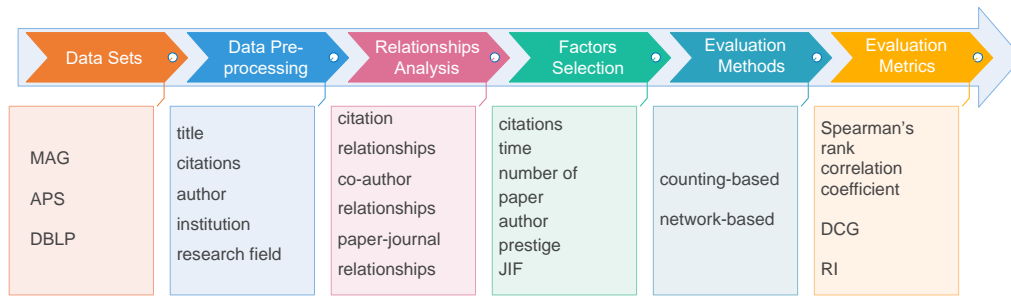 Data Sets
Data Pre-
processing
Relationships
Analysis
Factors
Selection
Evaluation
Methods
Evaluation
Metrics
MAG
APS
DBLP
title
citations
author
institution
research field
citation
relationships
co-author
relationships
paper-journal
relationships
citations
time
number of
paper
author
prestige
JIF
counting-based
network-based
Spearman's
rank
correlation
coefficient
DCG
RI